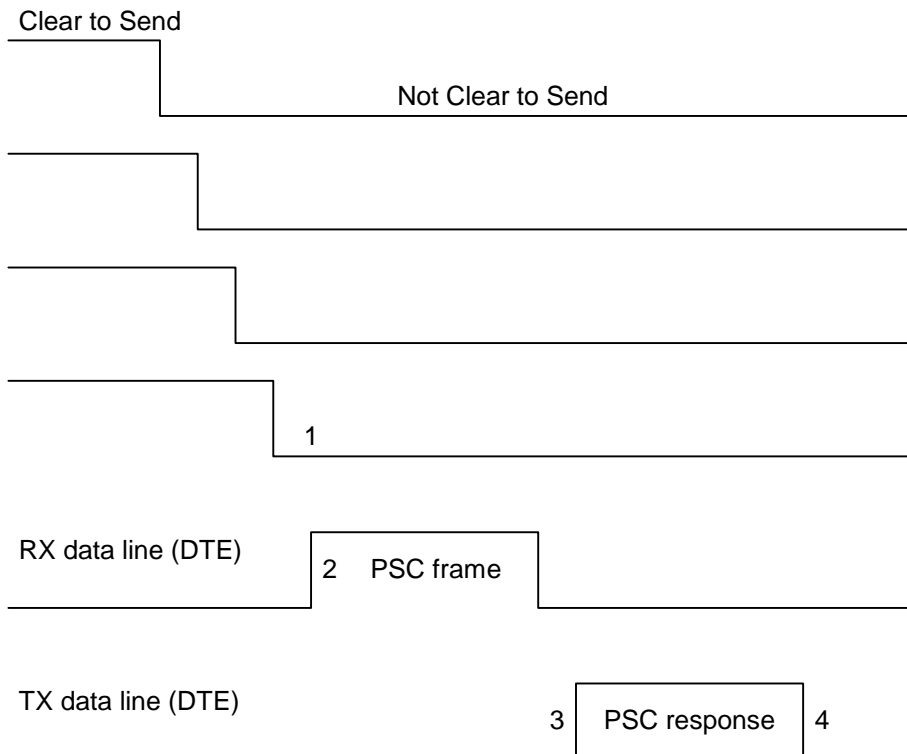 Clear to Send
Not Clear to Send
1
RX data line (DTE)
2 PSC frame
TX data line (DTE)
3 PSC response 4